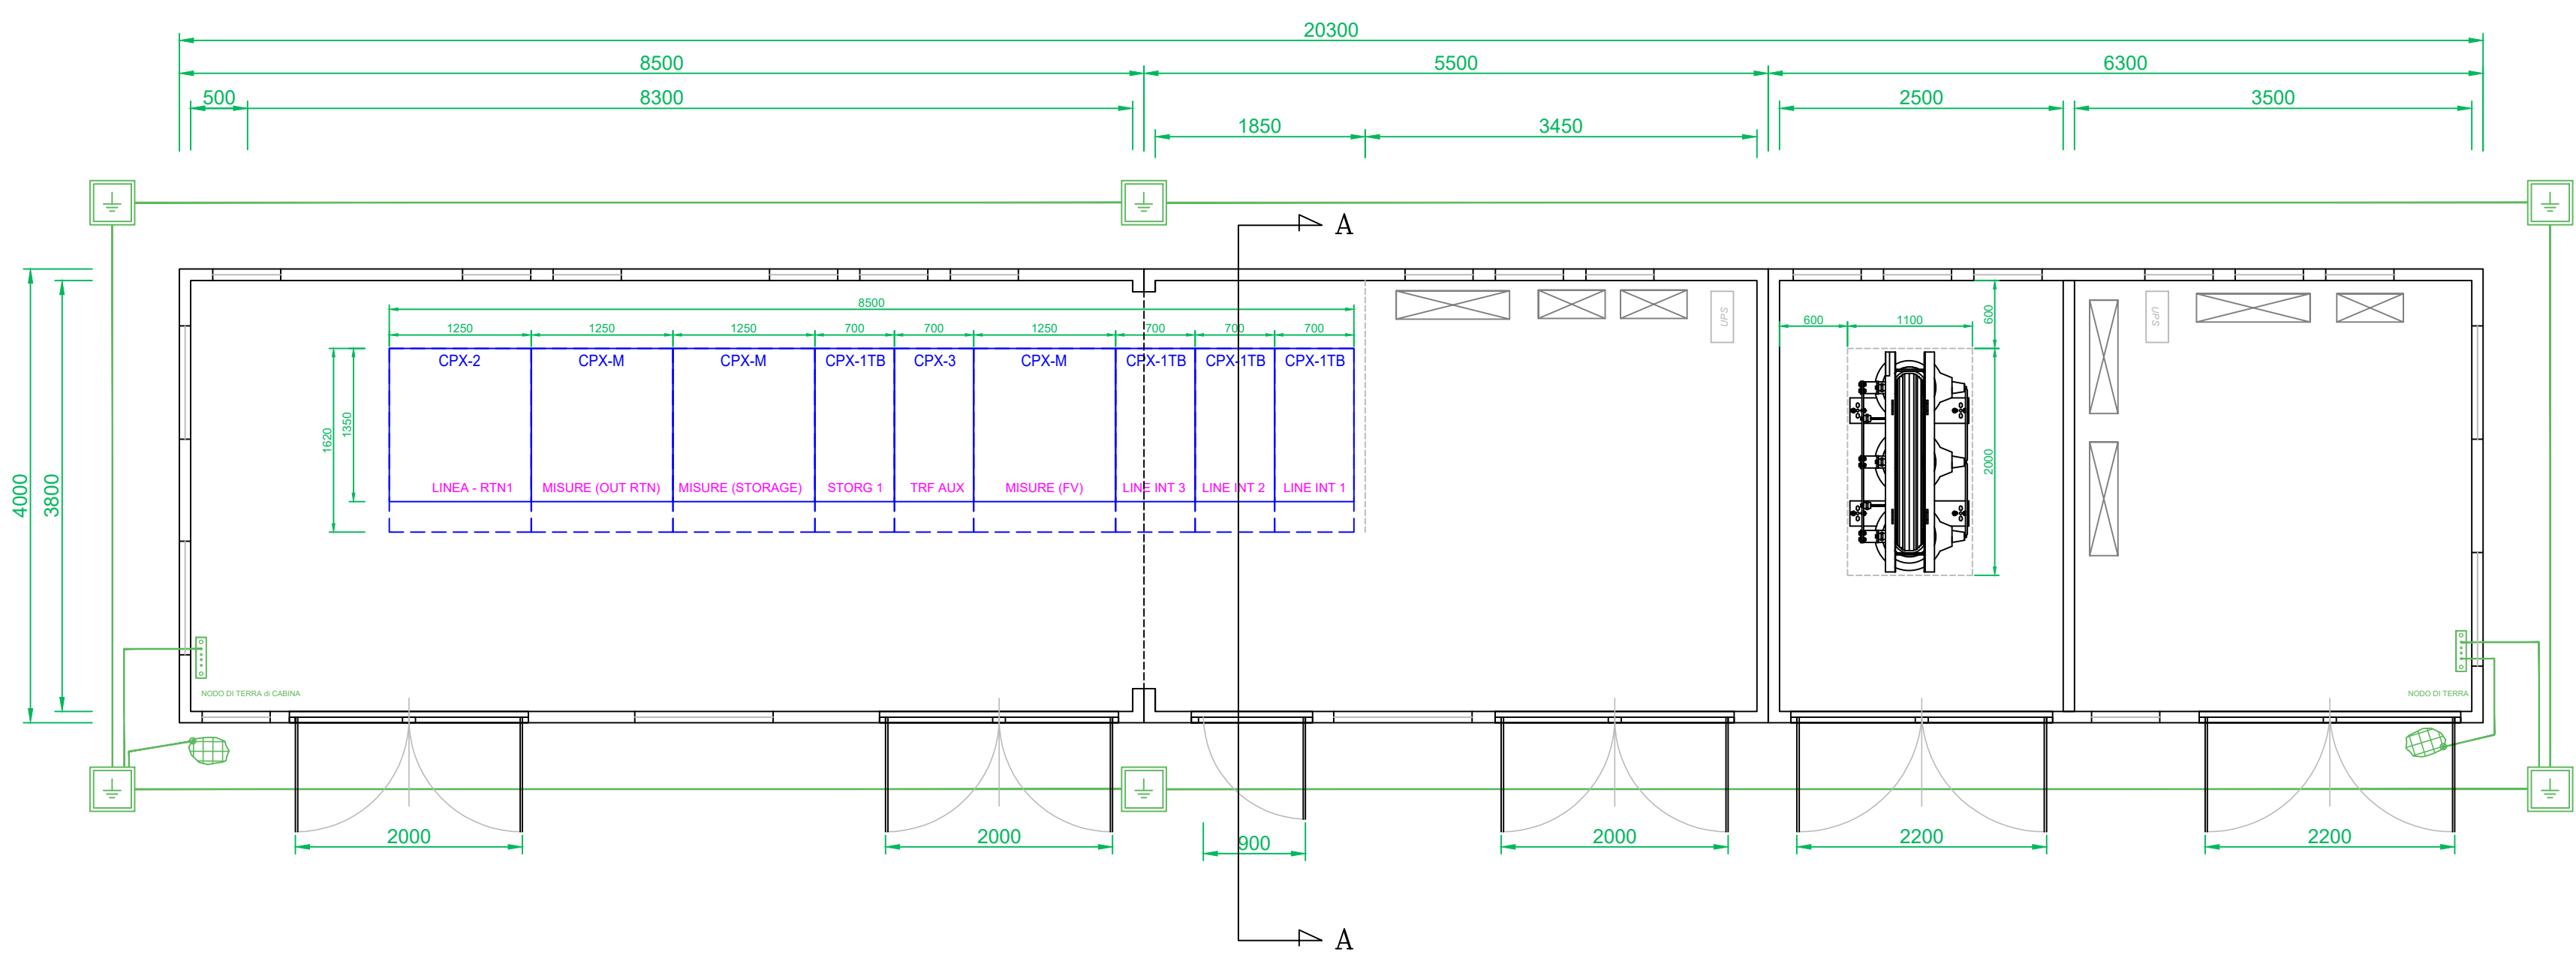 20300
8500 5500 6300
500 8300 2500 3500
1850 3450
A
8500
1250 1250 1250 700 700 1250 700 700 700
600 1100 600
CPX-2 CPX-M CPX-M CPX-1TB CPX-3 CPX-M CPX-1TB CPX-1TB CPX-1TB
UPS UPS
1620 1350
4000 3800
2000
LINEA - RTN1 MISURE (OUT RTN) MISURE (STORAGE) STORG 1 TRF AUX MISURE (FV) LINE INT 3 LINE INT 2 LINE INT 1
NODO DI TERRA di CABINA NODO DI TERRA
2000 2000 900 2000 2200 2200
A